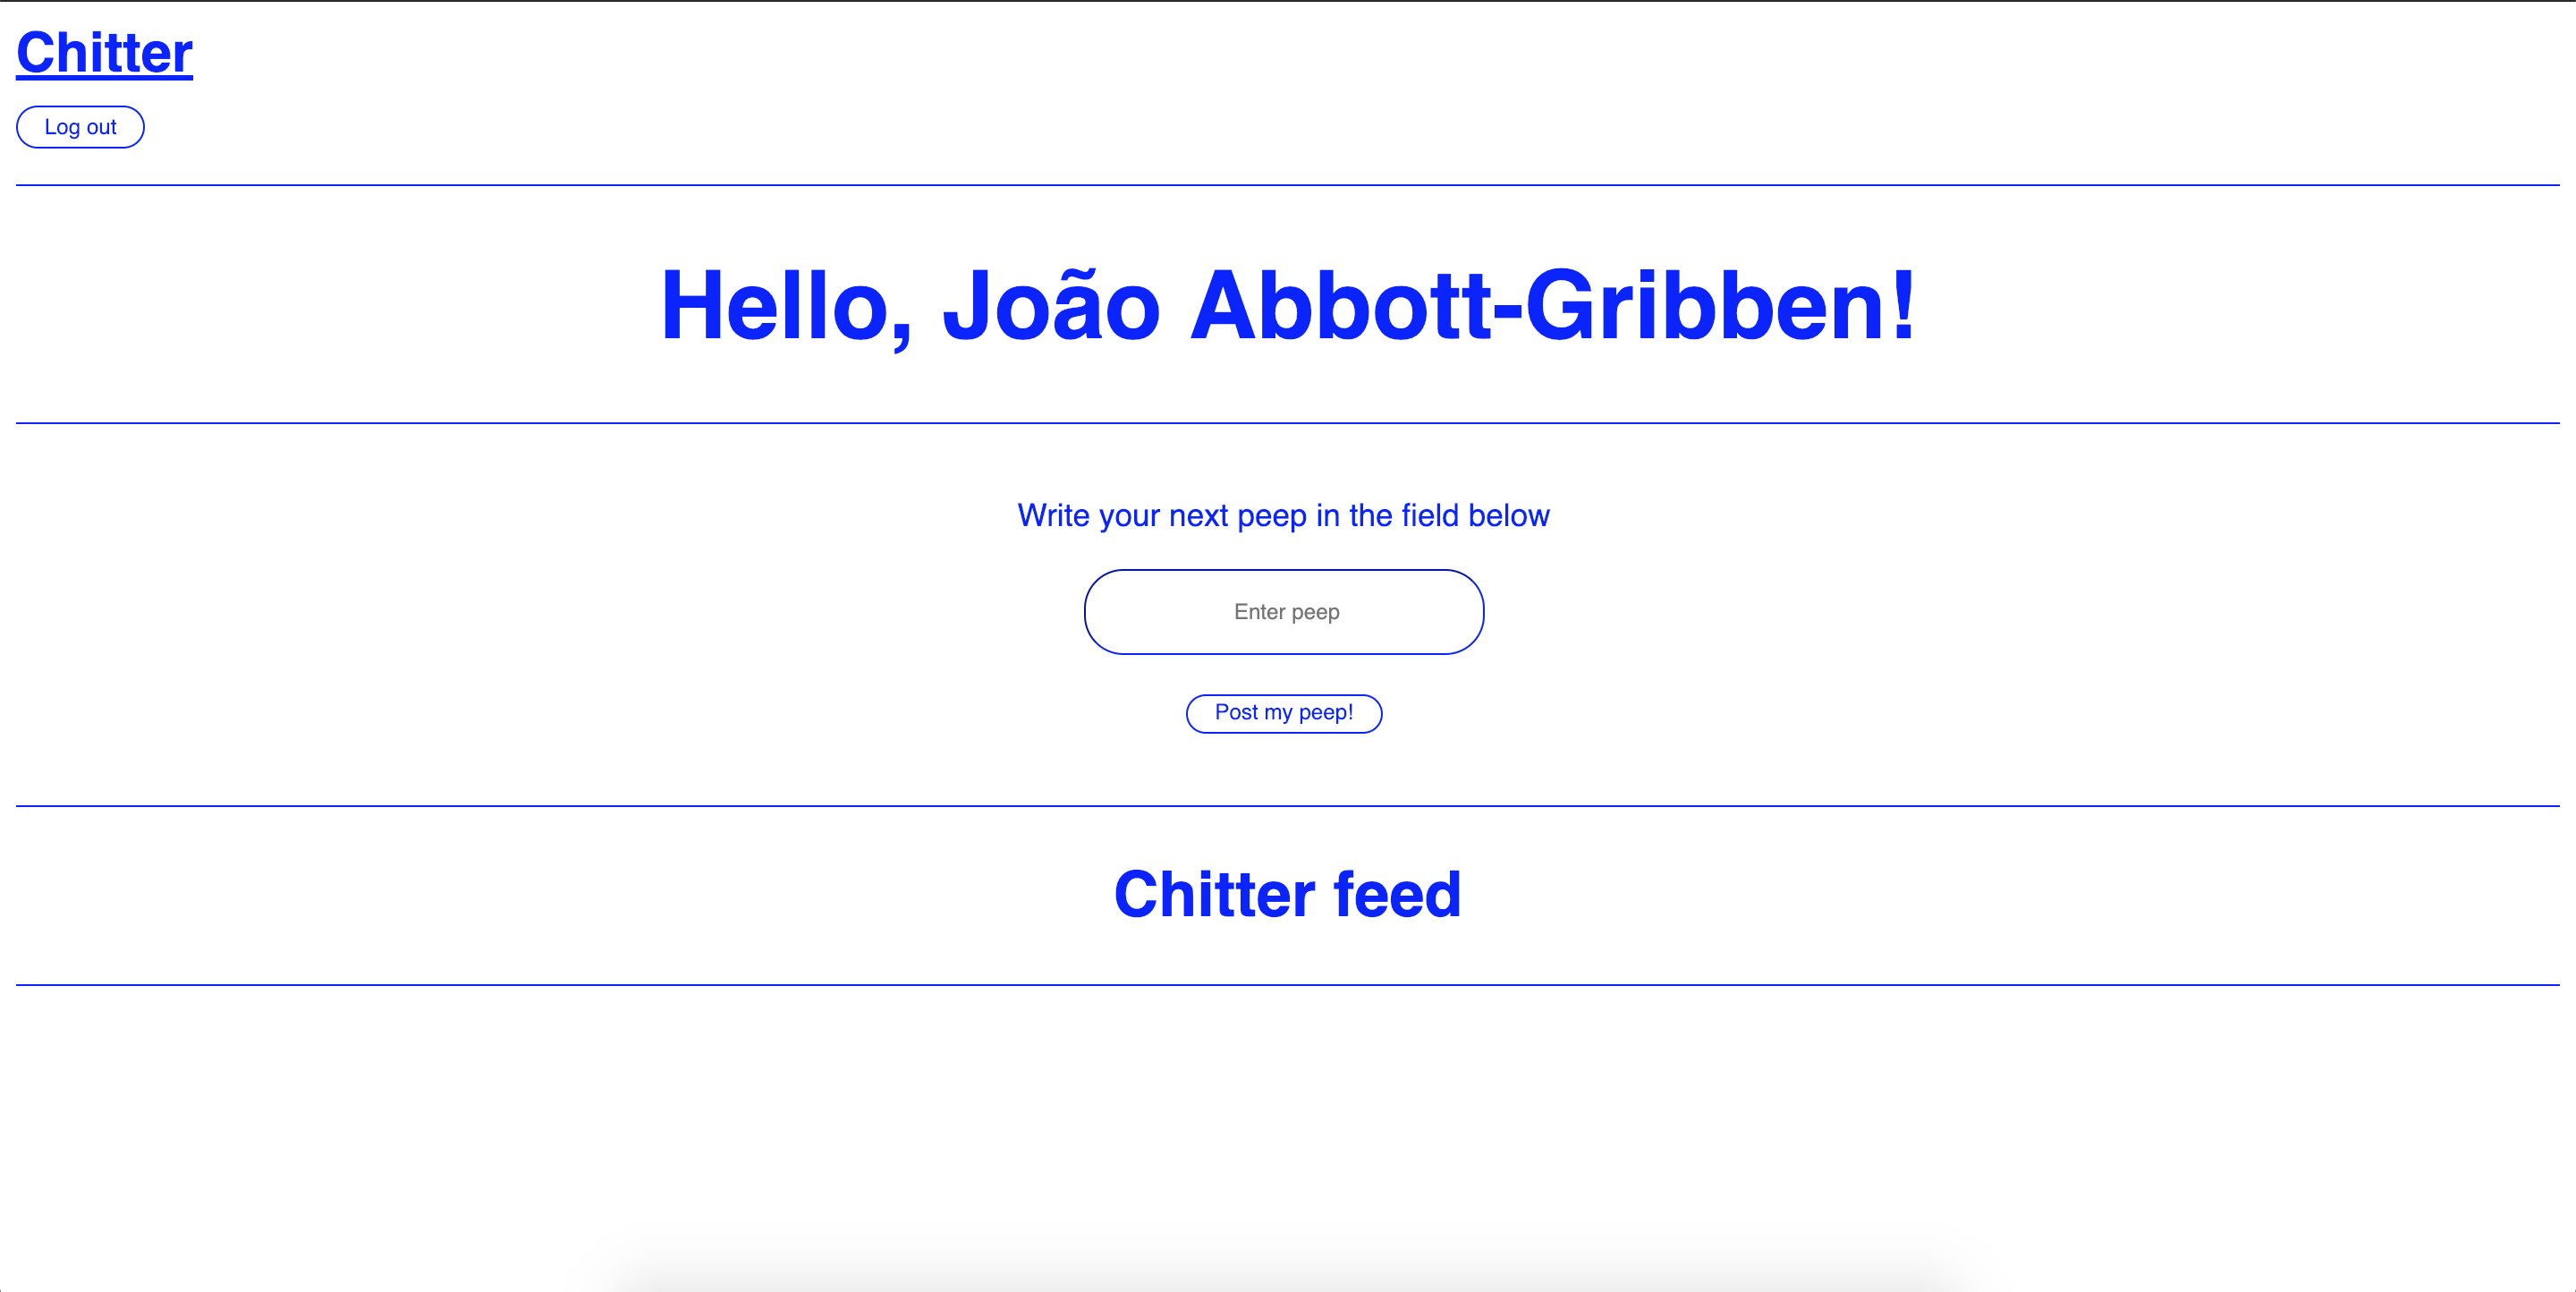 Chitter
Log out
Hello, João Abbott-Gribben!
Write your next peep in the field below
Enter peep
Post my peep!
Chitter feed